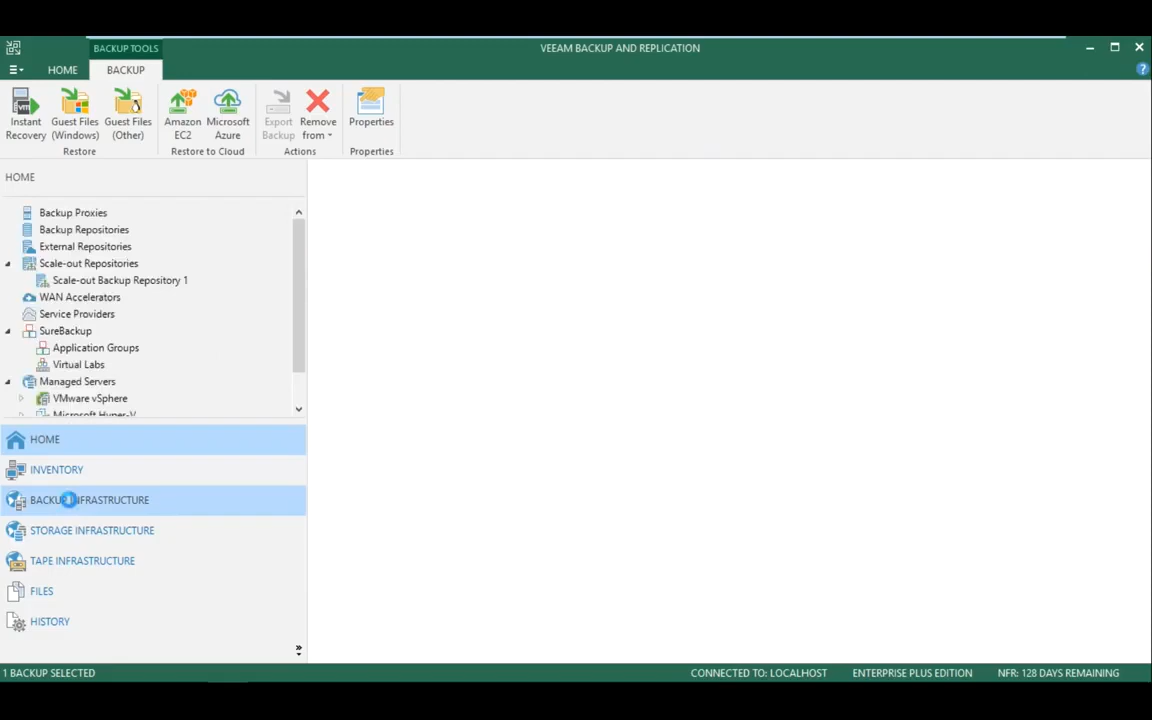 BACKUP TOOLS
VEEAM BACKUP AND REPLICATION
HOME
BACKUP
Instant
Recovery
Guest Files
(Windows)
Guest Files
(Other)
Amazon
EC2
Microsoft
Azure
Export
Backup
Remove
from
Properties
Restore
Restore to Cloud
Actions
Properties
HOME
Backup Proxies
Backup Repositories
External Repositories
Scale-out Repositories
Scale-out Backup Repository 1
WAN Accelerators
Service Providers
SureBackup
Application Groups
Virtual Labs
Managed Servers
VMware vSphere
Microsoft Hyper-V
HOME
INVENTORY
BACKUP INFRASTRUCTURE
STORAGE INFRASTRUCTURE
TAPE INFRASTRUCTURE
FILES
HISTORY
1 BACKUP SELECTED
CONNECTED TO: LOCALHOST
ENTERPRISE PLUS EDITION
NFR: 128 DAYS REMAINING